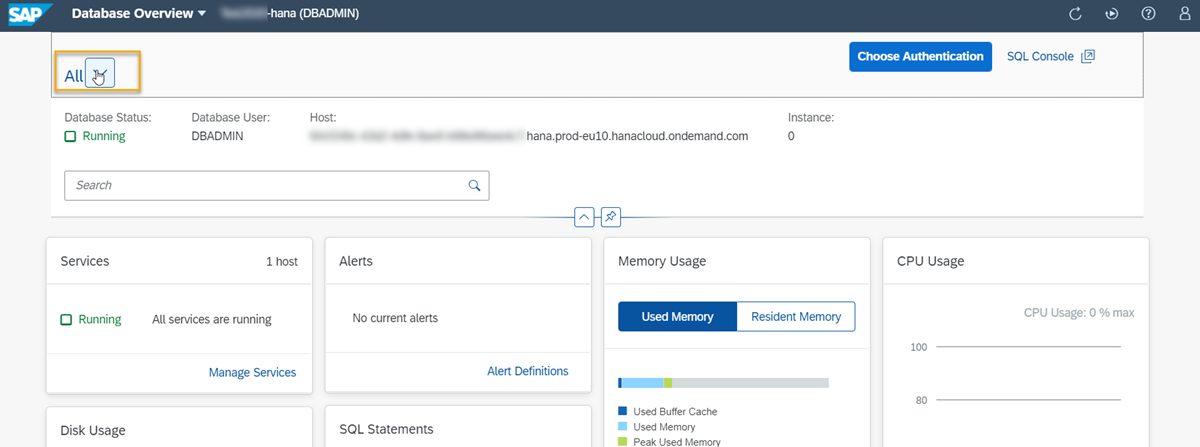 SAP Database Overview -hana (DBADMIN)
All
Choose Authentication SQL Console
Database Status: Database User: Host: Instance:
Running DBADMIN hana.prod-eu10.hanacloud.ondemand.com 0
Search
Services 1 host
Running All services are running
Manage Services
Alerts
No current alerts
Alert Definitions
Memory Usage
Used Memory Resident Memory
Used Buffer Cache
Used Memory
Peak Used Memory
CPU Usage
CPU Usage: 0 % max
100
80
Disk Usage
SQL Statements